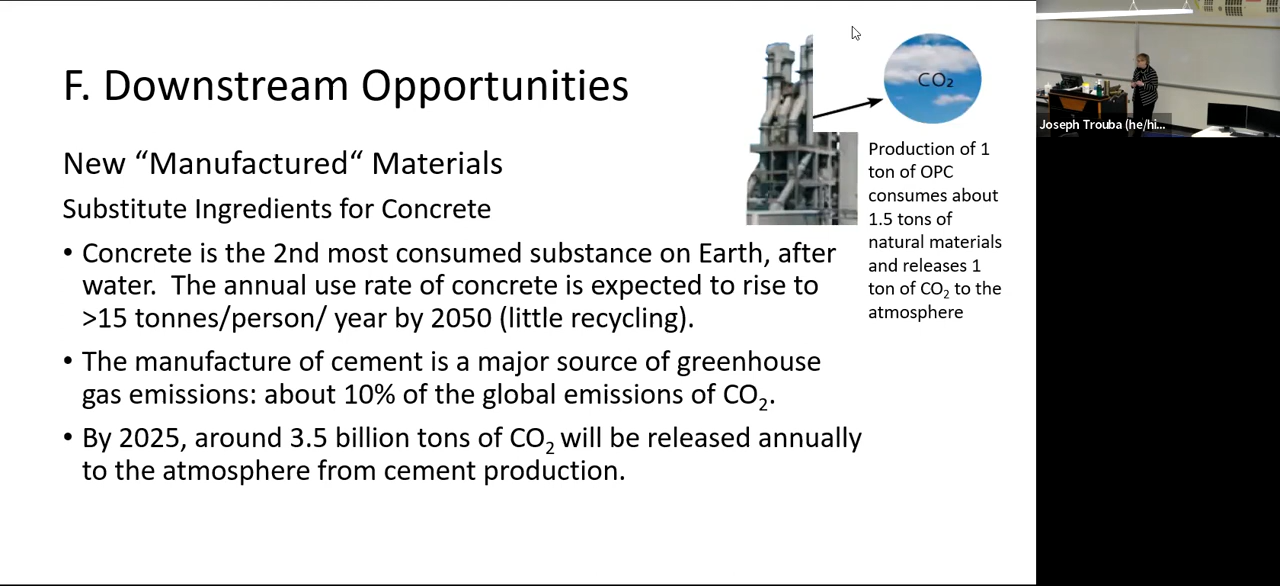 F. Downstream Opportunities
New “Manufactured“ Materials
Substitute Ingredients for Concrete
• Concrete is the 2nd most consumed substance on Earth, after
water.  The annual use rate of concrete is expected to rise to
>15 tonnes/person/ year by 2050 (little recycling).
• The manufacture of cement is a major source of greenhouse
gas emissions: about 10% of the global emissions of CO₂.
• By 2025, around 3.5 billion tons of CO₂ will be released annually
to the atmosphere from cement production.
CO₂
Production of 1
ton of OPC
consumes about
1.5 tons of
natural materials
and releases 1
ton of CO₂ to the
atmosphere
Joseph Trouba (he/hi...